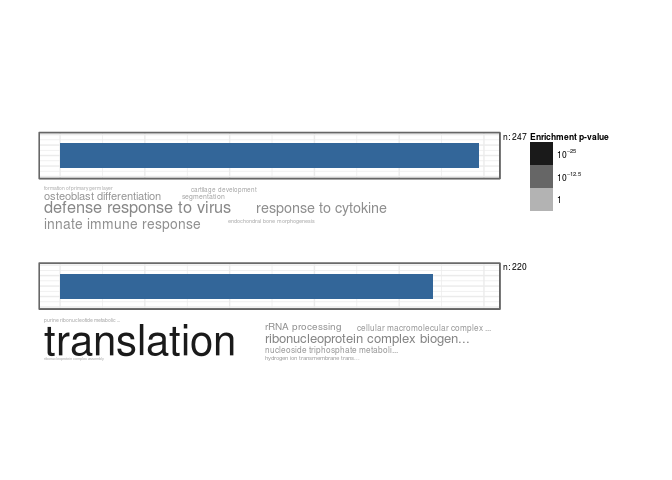 n: 247 Enrichment p-value
10^-25
10^-12.5
1
formation of primary germ layer
cartilage development
osteoblast differentiation segmentation
defense response to virus response to cytokine
innate immune response endochondral bone morphogenesis
n: 220
purine ribonucleotide metabolic...
translation
rRNA processing cellular macromolecular complex ...
ribonucleoprotein complex biogen...
nucleoside triphosphate metaboli...
hydrogen ion transmembrane trans...